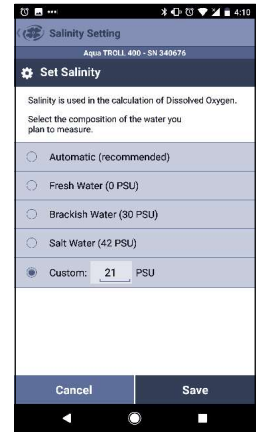 4:10
Salinity Setting
Aqua TROLL 400 - SN 340676
Set Salinity
Salinity is used in the calculation of Dissolved Oxygen.
Select the composition of the water you
plan to measure.
Automatic (recommended)
Fresh Water (0 PSU)
Brackish Water (30 PSU)
Salt Water (42 PSU)
Custom: 21 PSU
Cancel Save